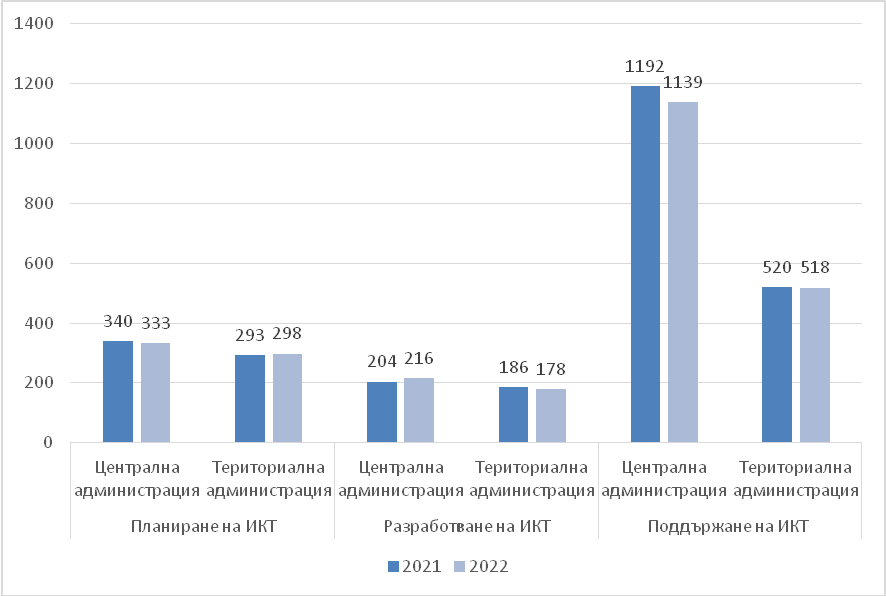 1400
1200
1000
800
600
400
200
0
340 333
293 298
204 216
186 178
1192 1139
520 518
Централна администрация
Териториална администрация
Централна администрация
Териториална администрация
Централна администрация
Териториална администрация
Планиране на ИКТ
Разработване на ИКТ
Поддържане на ИКТ
2021 2022